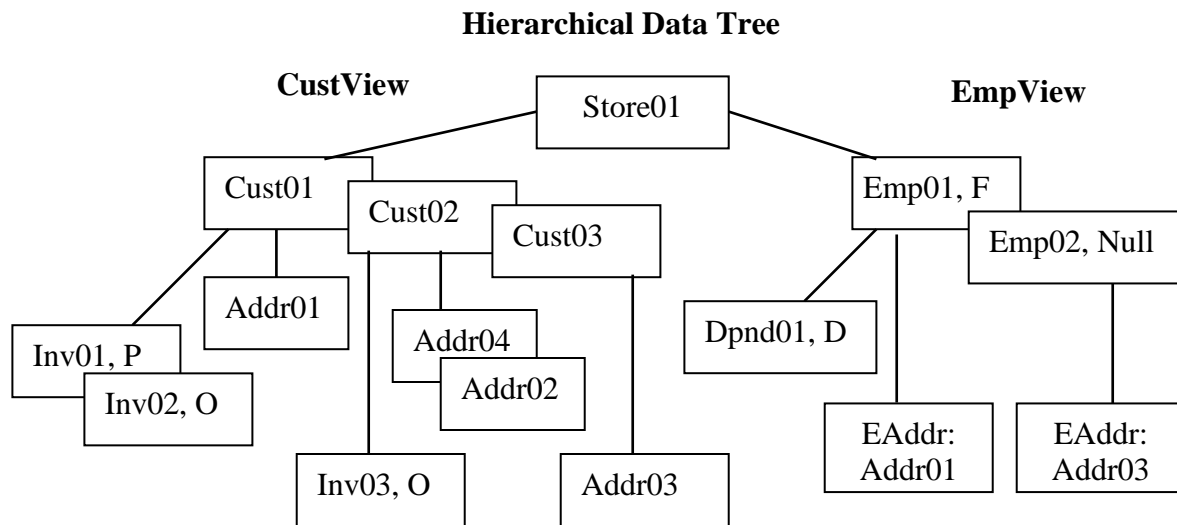 Hierarchical Data Tree
CustView
EmpView
Store01
Cust01
Cust02
Cust03
Emp01, F
Emp02, Null
Addr01
Inv01, P
Inv02, O
Addr04
Addr02
Dpnd01, D
Inv03, O
Addr03
EAddr:
Addr01
EAddr:
Addr03